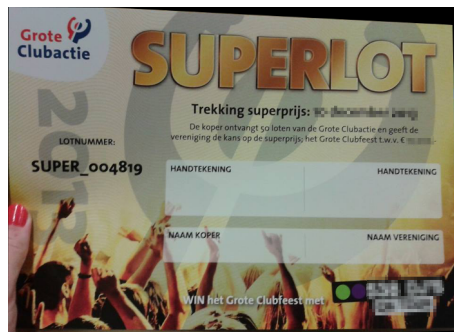 Grote
Clubactie
SUPERLOT
Trekking superprijs:
De koper ontvangt 50 loten van de Grote Clubactie en geeft de
vereniging de kans op de superprijs; het Grote Clubfeest t.w.v. €
2013
LOTNUMMER:
SUPER_004819
HANDTEKENING HANDTEKENING
NAAM KOPER NAAM VERENIGING
WIN het Grote Clubfeest met